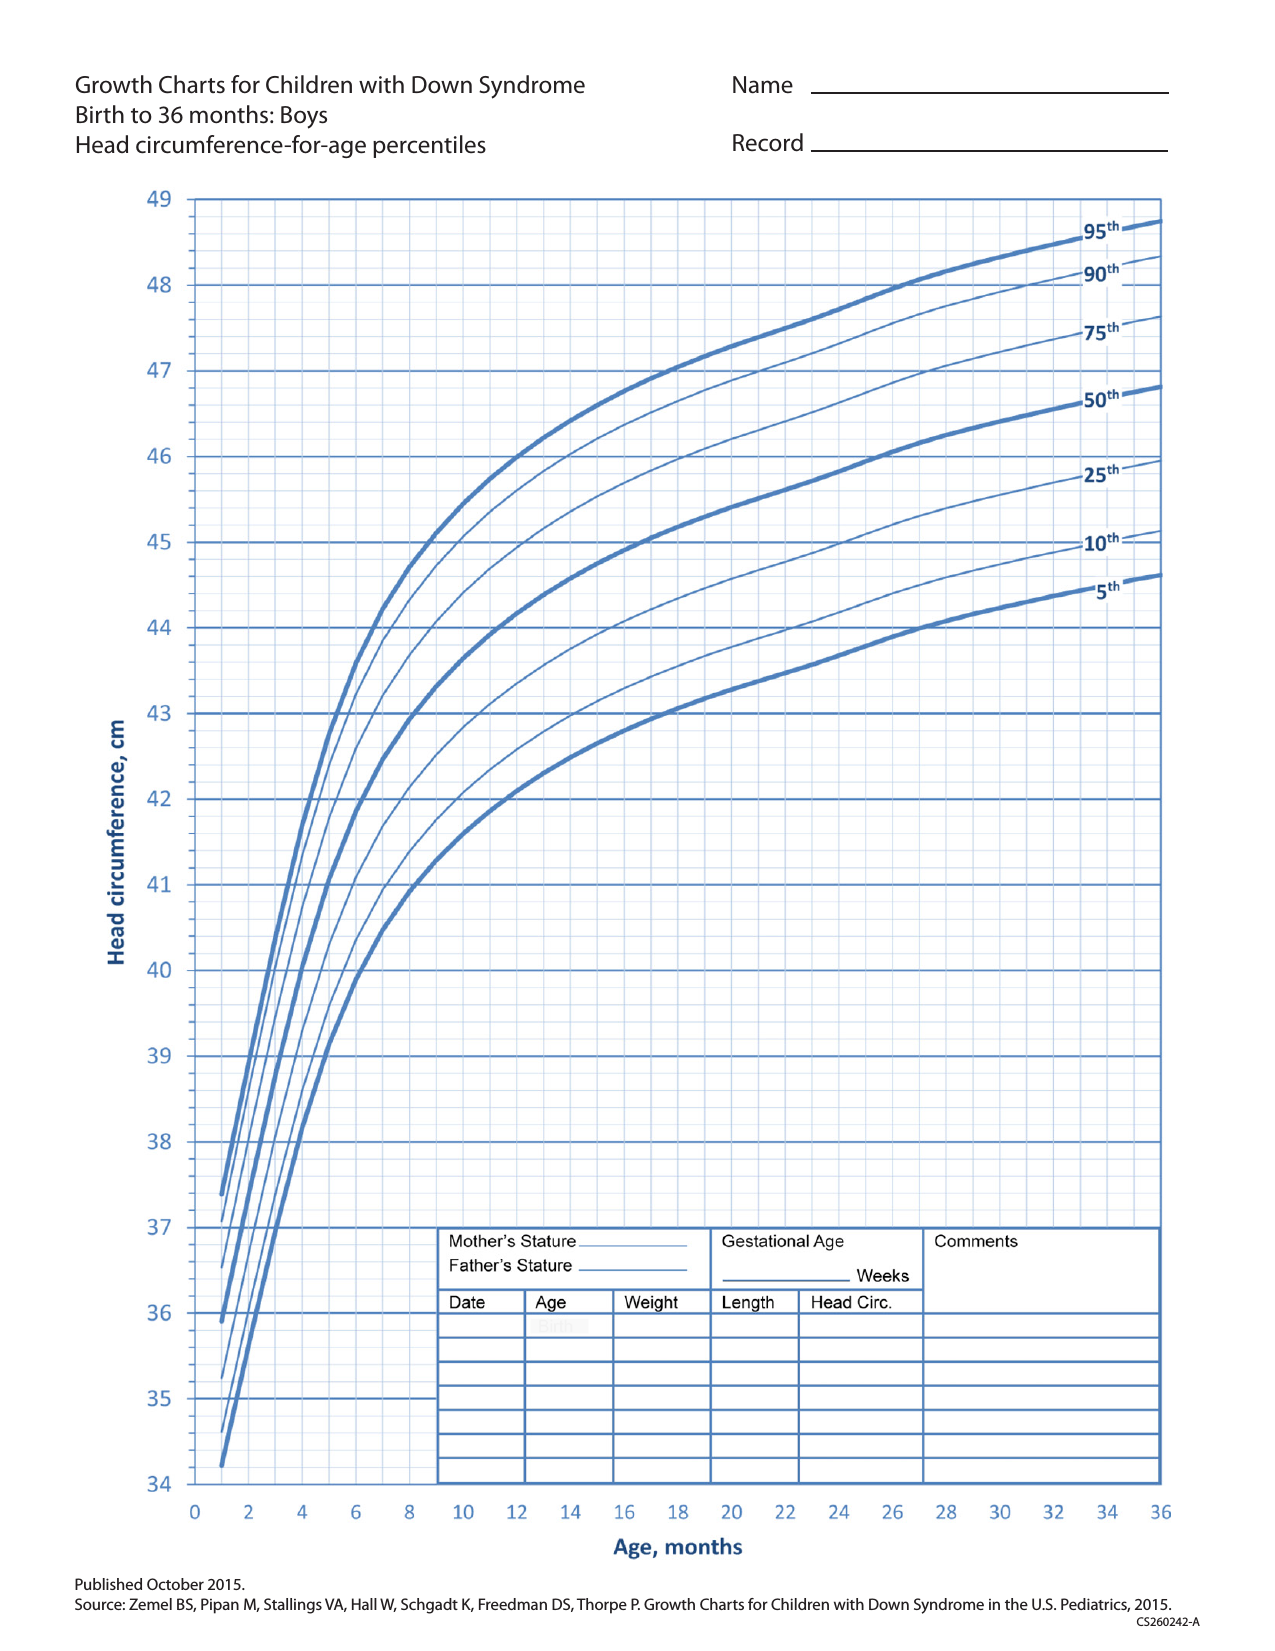 Growth Charts for Children with Down Syndrome
Birth to 36 months: Boys
Head circumference-for-age percentiles
Name
Record
49
48
47
46
45
44
43
42
41
40
39
38
37
36
35
34
Head circumference, cm
95th
90th
75th
50th
25th
10th
5th
Mother's Stature
Father's Stature
Gestational Age
Weeks
Comments
Date Age Weight Length Head Circ.
Birth
0 2 4 6 8 10 12 14 16 18 20 22 24 26 28 30 32 34 36
Age, months
Published October 2015.
Source: Zemel BS, Pipan M, Stallings VA, Hall W, Schgadt K, Freedman DS, Thorpe P. Growth Charts for Children with Down Syndrome in the U.S. Pediatrics, 2015.
CS260242-A